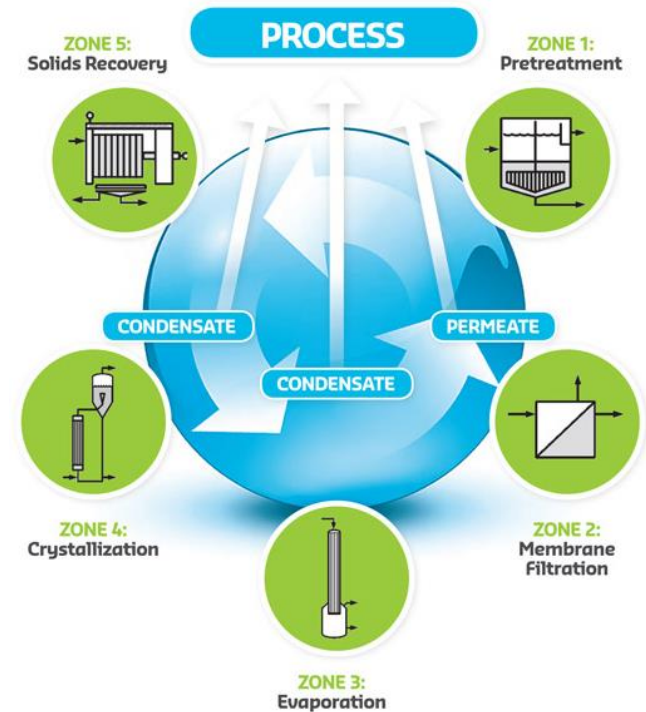 PROCESS
ZONE 5:
Solids Recovery
ZONE 1:
Pretreatment
CONDENSATE
PERMEATE
CONDENSATE
ZONE 4:
Crystallization
ZONE 2:
Membrane
Filtration
ZONE 3:
Evaporation